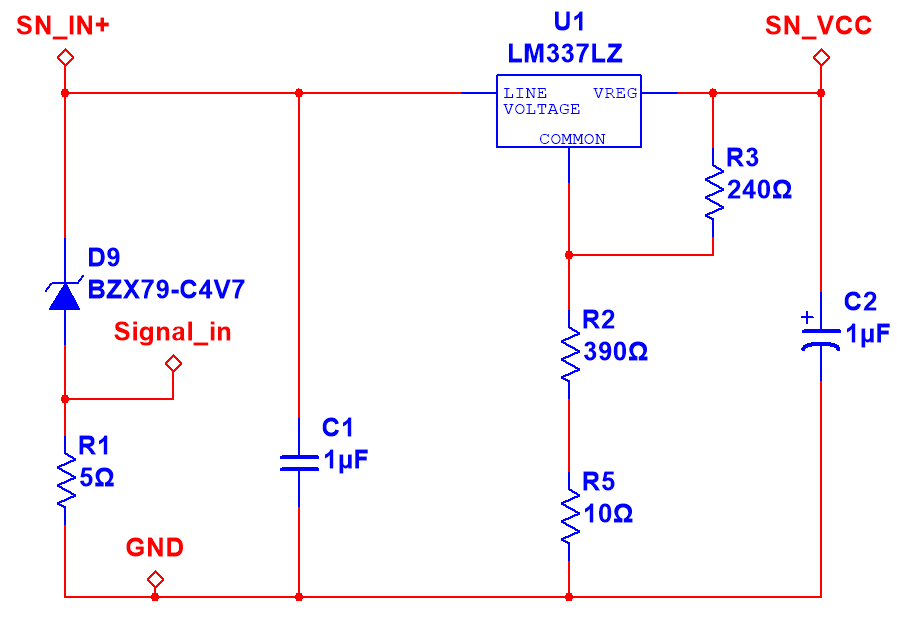 SN_IN+
U1
LM337LZ
SN_VCC
LINE VREG
VOLTAGE
COMMON
R3
240Ω
D9
BZX79-C4V7
Signal_in
R2
390Ω
C2
+
1µF
R1
5Ω
C1
1µF
R5
10Ω
GND